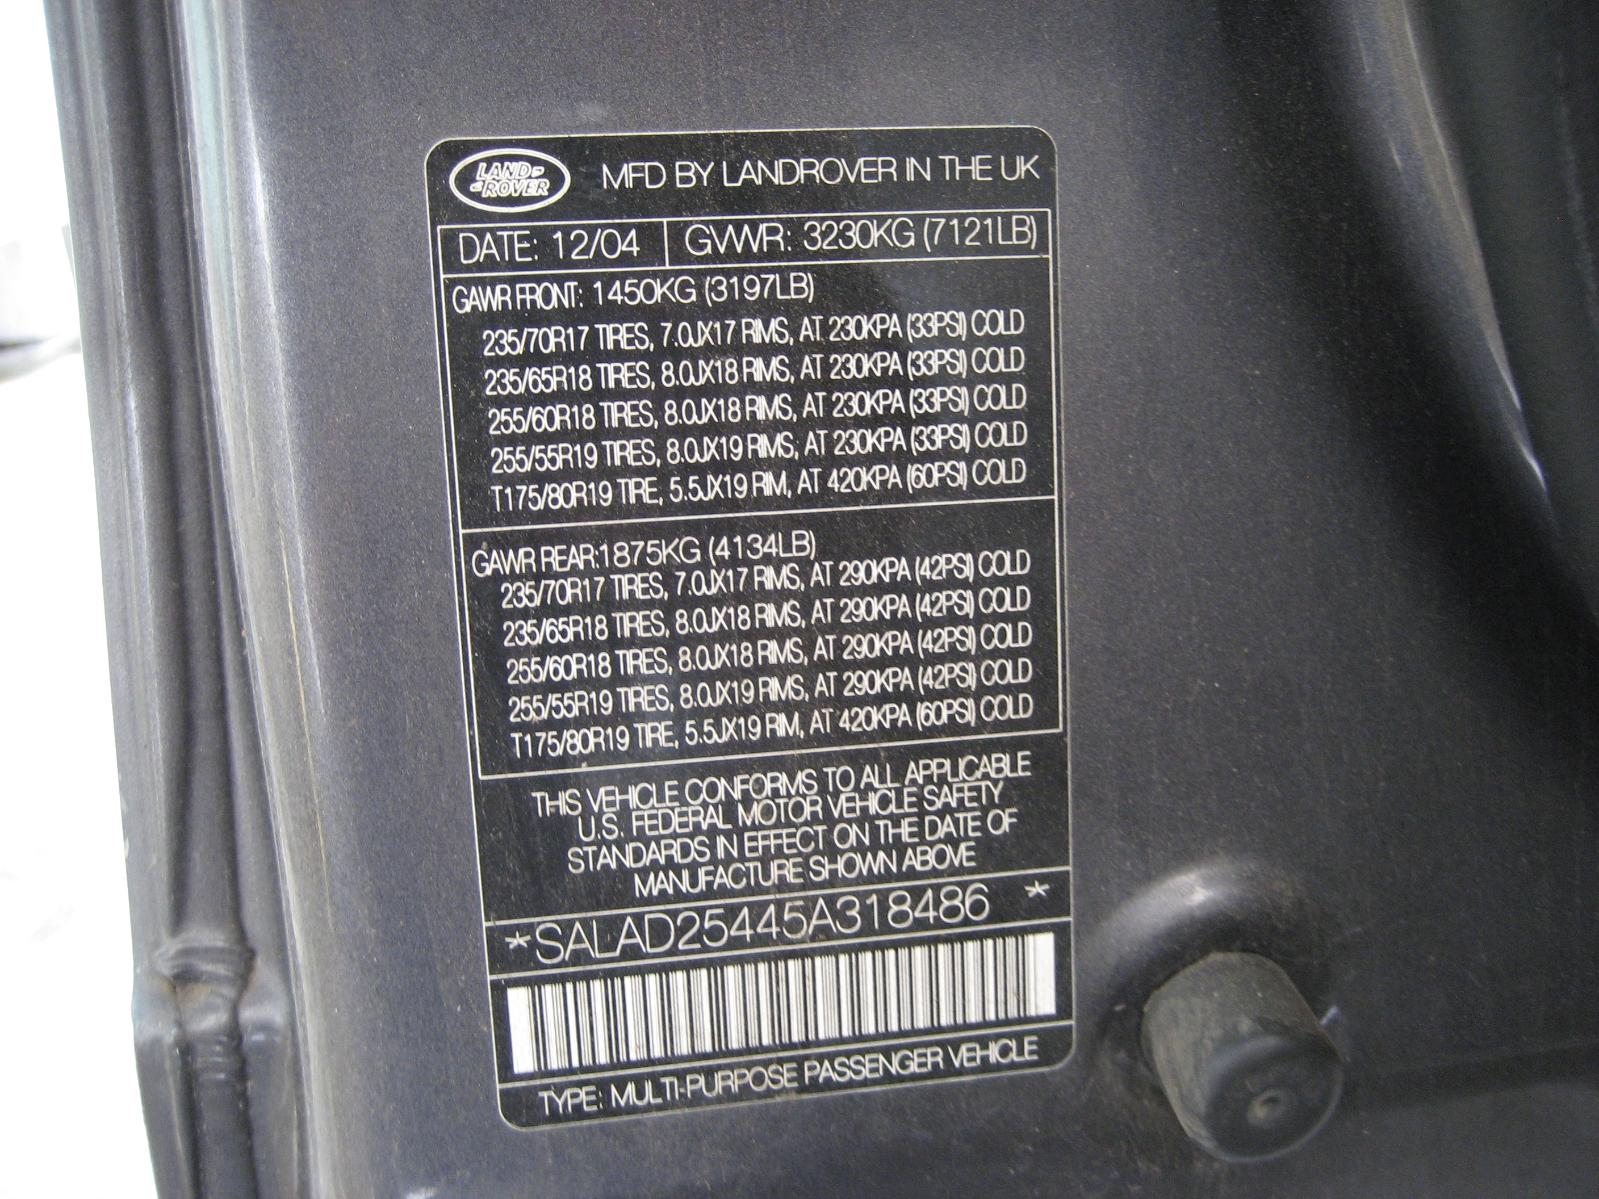 LAND-
-ROVER
MFD BY LANDROVER IN THE UK
DATE: 12/04 GVWR: 3230KG (7121LB)
GAWR FRONT: 1450KG (3197LB)
235/70R17 TIRES, 7.0JX17 RIMS, AT 230KPA (33PSI) COLD
235/65R18 TIRES, 8.0JX18 RIMS, AT 230KPA (33PSI) COLD
255/60R18 TIRES, 8.0JX18 RIMS, AT 230KPA (33PSI) COLD
255/55R19 TIRES, 8.0JX19 RIMS, AT 230KPA (33PSI) COLD
T175/80R19 TIRE, 5.5JX19 RIM, AT 420KPA (60PSI) COLD
GAWR REAR:1875KG (4134LB)
235/70R17 TIRES, 7.0JX17 RIMS, AT 290KPA (42PSI) COLD
235/65R18 TIRES, 8.0JX18 RIMS, AT 290KPA (42PSI) COLD
255/60R18 TIRES, 8.0JX18 RIMS, AT 290KPA (42PSI) COLD
255/55R19 TIRES, 8.0JX19 RIMS, AT 290KPA (42PSI) COLD
T175/80R19 TIRE, 5.5JX19 RIM, AT 420KPA (60PSI) COLD
THIS VEHICLE CONFORMS TO ALL APPLICABLE
U.S. FEDERAL MOTOR VEHICLE SAFETY
STANDARDS IN EFFECT ON THE DATE OF
MANUFACTURE SHOWN ABOVE
*SALAD25445A318486 *
TYPE: MULTI-PURPOSE PASSENGER VEHICLE